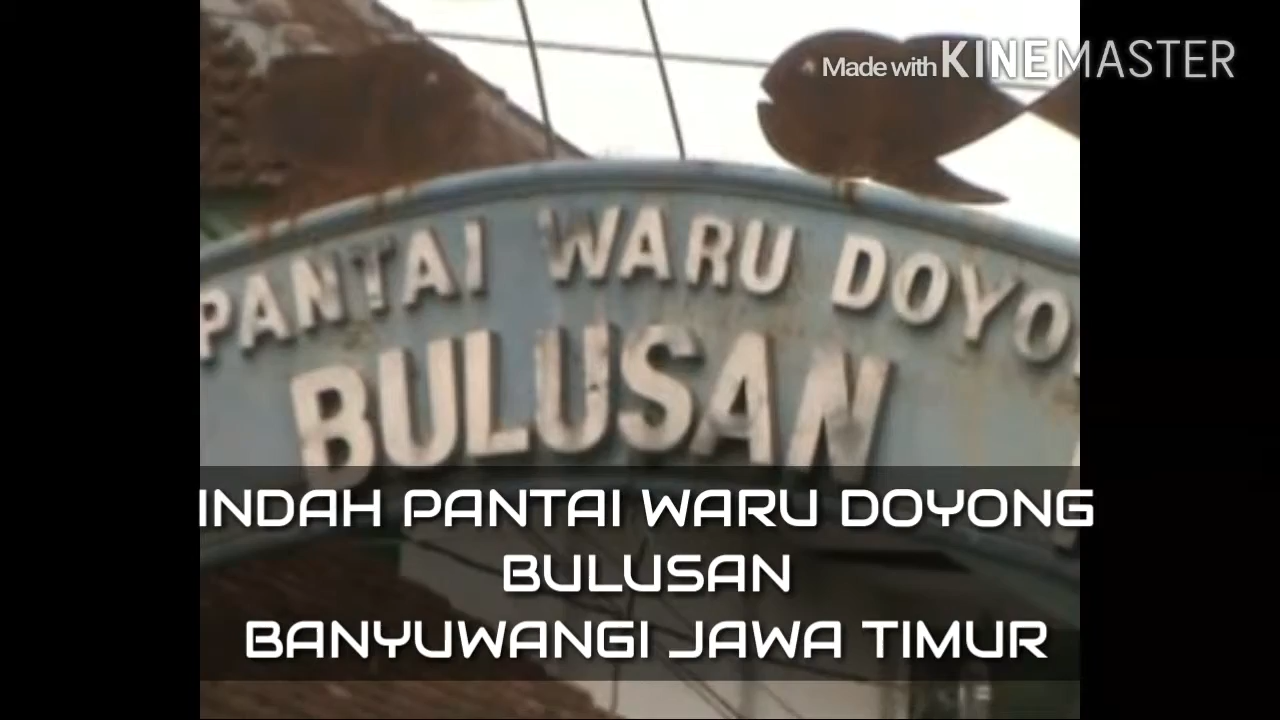 Made with KINEMASTER
PANTAI WARU DOYO
BULUSAN
INDAH PANTAI WARU DOYONG
BULUSAN
BANYUWANGI JAWA TIMUR